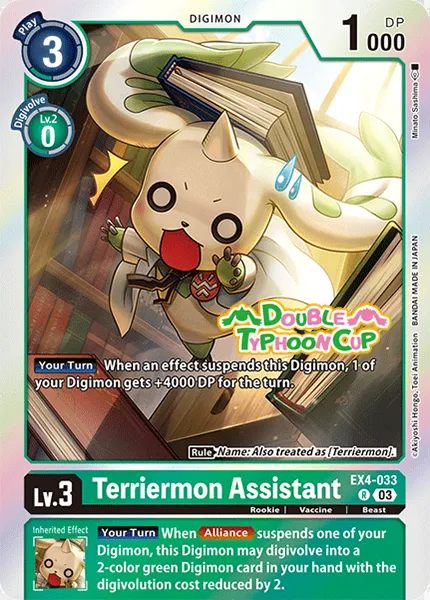 DIGIMON
Play
3
1000
DP
Digivolve
Lv.2
0
Minato Sashima
DOUBLE
TYPHOON CUP
Your Turn When an effect suspends this Digimon, 1 of
your Digimon gets +4000 DP for the turn.
Rule Name: Also treated as [Terriermon].
©Akiyoshi Hongo, Toei Animation BANDAI MADE IN JAPAN
Lv.3
Terriermon Assistant
EX4-033
R 03
Rookie | Vaccine | Beast
Inherited Effect
Your Turn When Alliance suspends one of your
Digimon, this Digimon may digivolve into a
2-color green Digimon card in your hand with the
digivolution cost reduced by 2.